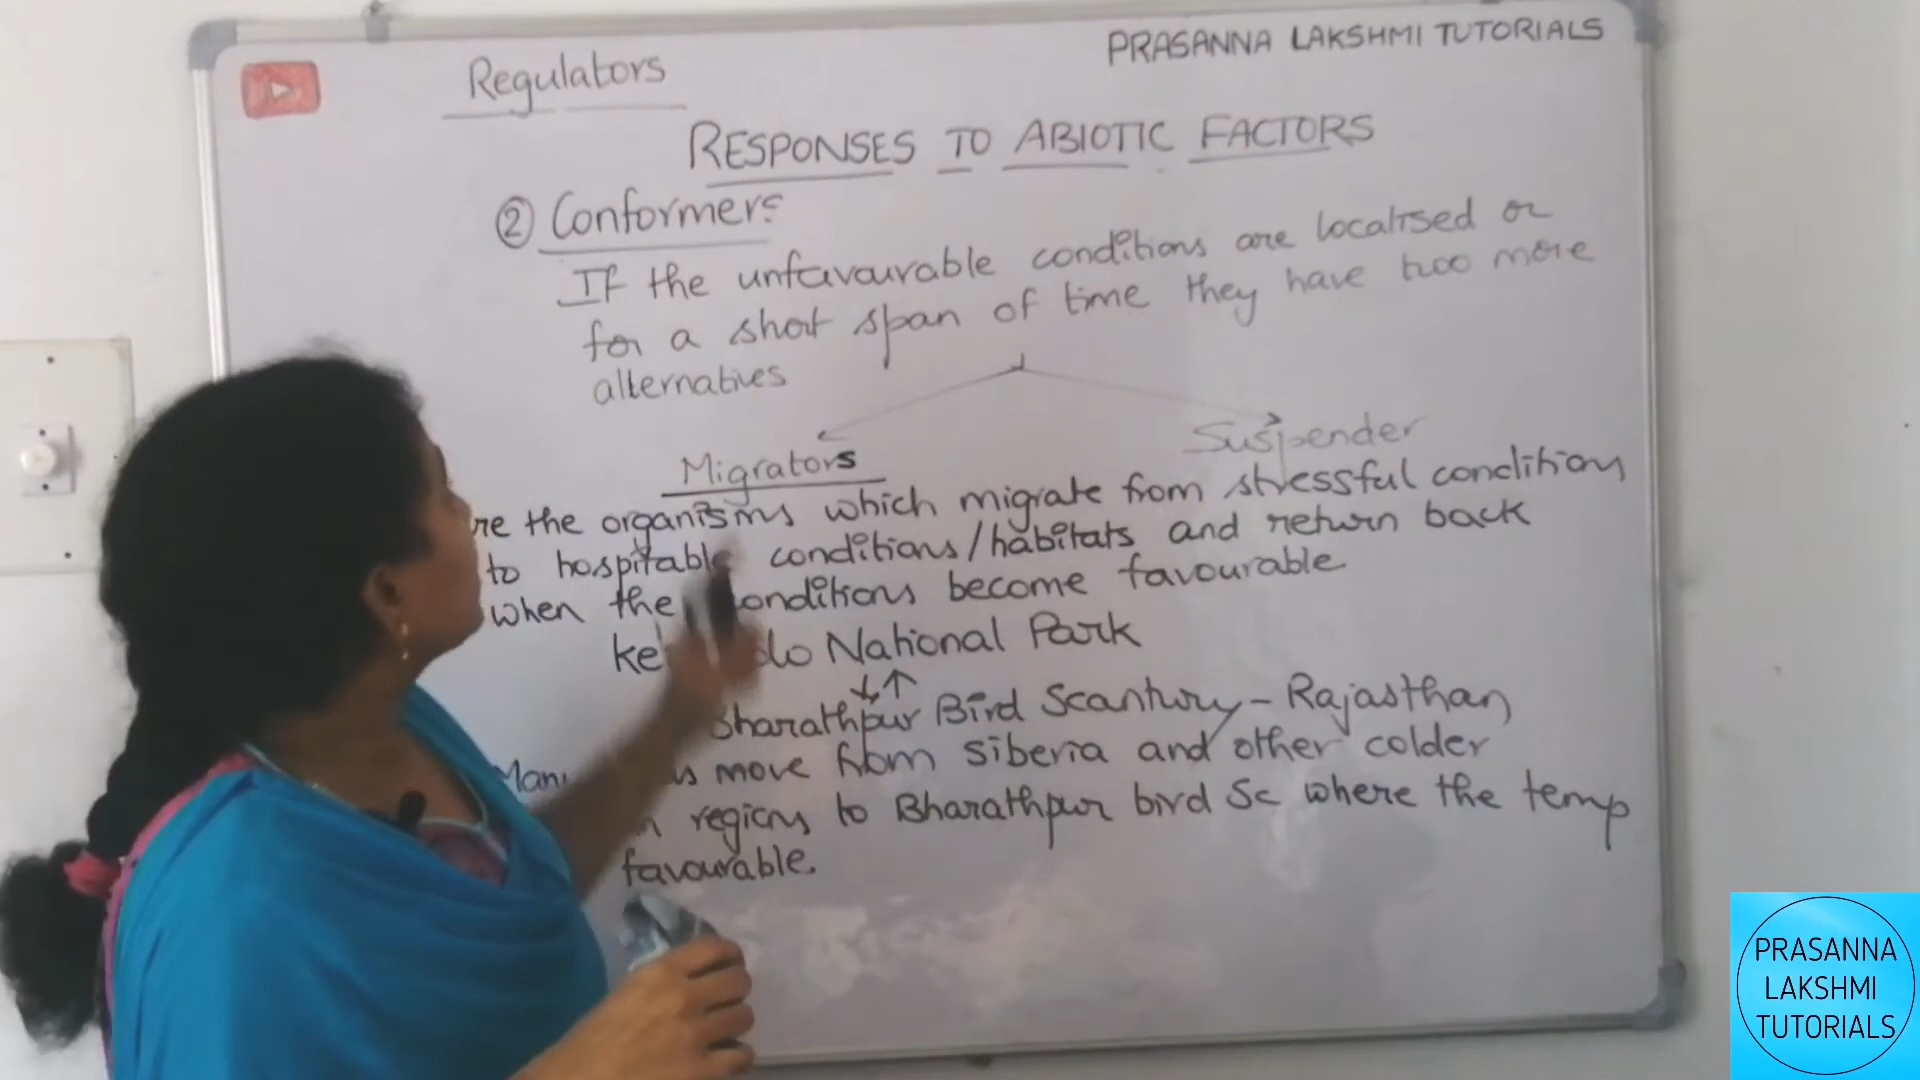 PRASANNA LAKSHMI TUTORIALS
Regulators
RESPONSES TO ABIOTIC FACTORS
② Conformers
If the unfavourable conditions are localised or
for a short span of time they have two more
alternatives
Migrators
Suspender
re the organisms which migrate from stressful condition
to hospitable conditions/habitats and return back
when the conditions become favourable
National Park
Bharathpur Bird Scantury - Rajasthan
move from Siberia and other colder
regions to Bharathpur bird Sc where the temp
favourable.
PRASANNA
LAKSHMI
TUTORIALS